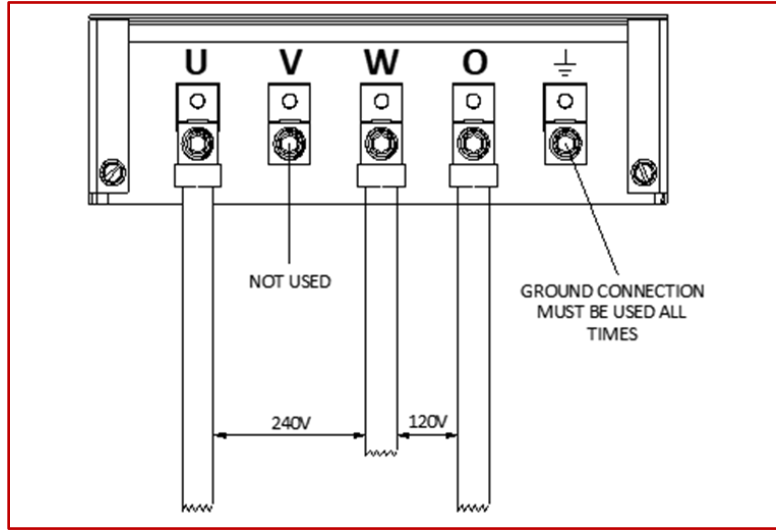 U V W O
NOT USED
GROUND CONNECTION
MUST BE USED ALL
TIMES
240V 120V